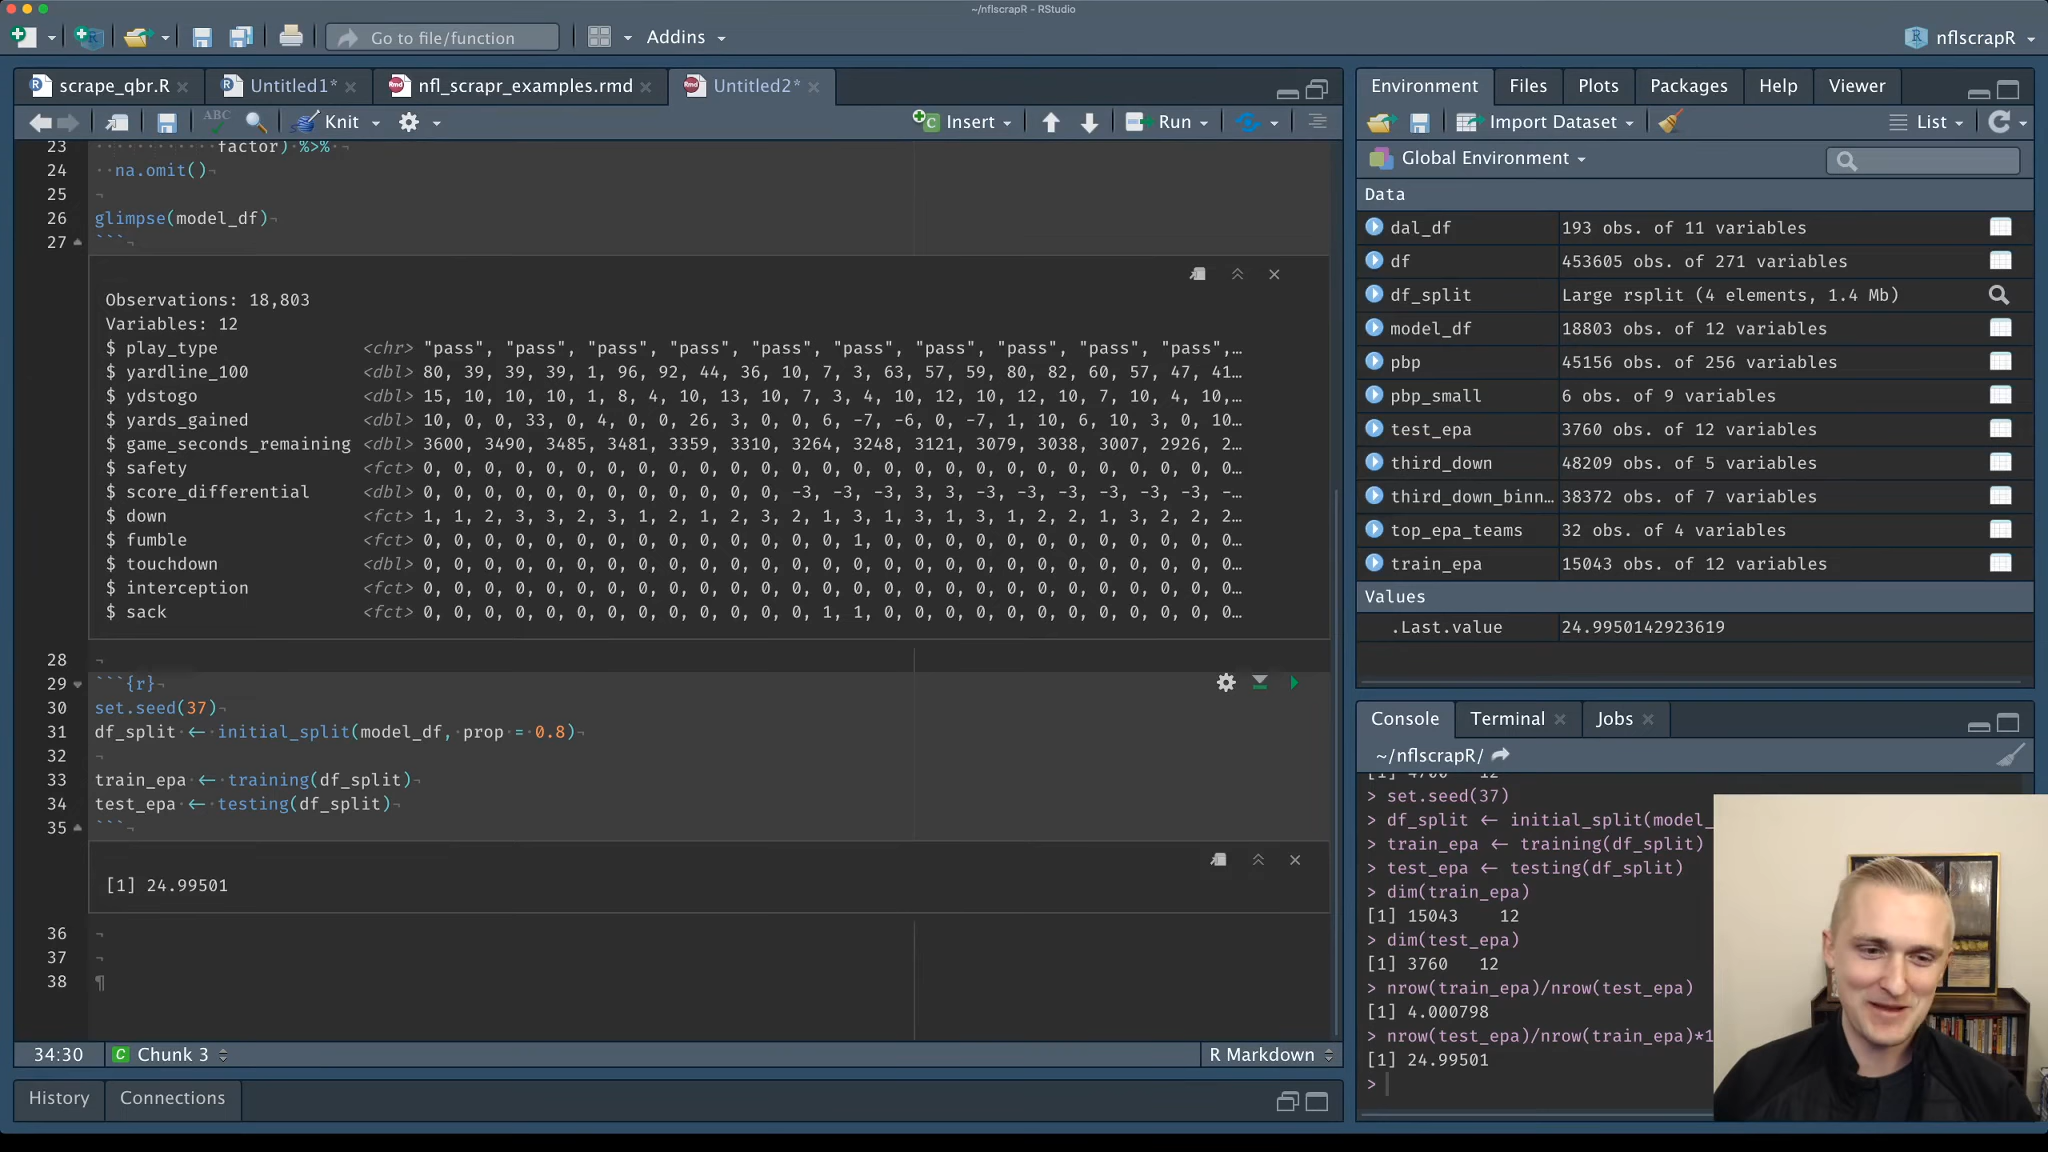 ~/nflscrapR - RStudio
Go to file/function
Addins
nflscrapR
scrape_qbr.R
Untitled1*
nfl_scrapr_examples.rmd
Untitled2*
ABC
Knit
Insert
Run
23 factor) %>%
24 na.omit()
25
26 glimpse(model_df)
27 ```
Observations: 18,803
Variables: 12
$ play_type <chr> "pass", "pass", "pass", "pass", "pass", "pass", "pass", "pass", "pass", "pass",…
$ yardline_100 <dbl> 80, 39, 39, 39, 1, 96, 92, 44, 36, 10, 7, 3, 63, 57, 59, 80, 82, 60, 57, 47, 41…
$ ydstogo <dbl> 15, 10, 10, 10, 1, 8, 4, 10, 13, 10, 7, 3, 4, 10, 12, 10, 12, 10, 7, 10, 4, 10,…
$ yards_gained <dbl> 10, 0, 0, 33, 0, 4, 0, 0, 26, 3, 0, 0, 6, -7, -6, 0, -7, 1, 10, 6, 10, 3, 0, 10…
$ game_seconds_remaining <dbl> 3600, 3490, 3485, 3481, 3359, 3310, 3264, 3248, 3121, 3079, 3038, 3007, 2926, 2…
$ safety <fct> 0, 0, 0, 0, 0, 0, 0, 0, 0, 0, 0, 0, 0, 0, 0, 0, 0, 0, 0, 0, 0, 0, 0, 0, 0, 0, 0…
$ score_differential <dbl> 0, 0, 0, 0, 0, 0, 0, 0, 0, 0, 0, 0, -3, -3, -3, 3, 3, -3, -3, -3, -3, -3, -3, -…
$ down <fct> 1, 1, 2, 3, 3, 2, 3, 1, 2, 1, 2, 3, 2, 1, 3, 1, 3, 1, 3, 1, 2, 2, 1, 3, 2, 2, 2…
$ fumble <fct> 0, 0, 0, 0, 0, 0, 0, 0, 0, 0, 0, 0, 0, 0, 1, 0, 0, 0, 0, 0, 0, 0, 0, 0, 0, 0, 0…
$ touchdown <dbl> 0, 0, 0, 0, 0, 0, 0, 0, 0, 0, 0, 0, 0, 0, 0, 0, 0, 0, 0, 0, 0, 0, 0, 0, 0, 0, 0…
$ interception <fct> 0, 0, 0, 0, 0, 0, 0, 0, 0, 0, 0, 0, 0, 0, 0, 0, 0, 0, 0, 0, 0, 0, 0, 0, 0, 0, 0…
$ sack <fct> 0, 0, 0, 0, 0, 0, 0, 0, 0, 0, 0, 0, 0, 1, 1, 0, 0, 0, 0, 0, 0, 0, 0, 0, 0, 0, 0…
28
29 ```{r}
30 set.seed(37)
31 df_split ← initial_split(model_df, prop = 0.8)
32
33 train_epa ← training(df_split)
34 test_epa ← testing(df_split)
35 ```
[1] 24.99501
36
37
38
34:30
C Chunk 3
R Markdown
History
Connections
Environment
Files
Plots
Packages
Help
Viewer
Import Dataset
List
Global Environment
Data
dal_df 193 obs. of 11 variables
df 453605 obs. of 271 variables
df_split Large rsplit (4 elements, 1.4 Mb)
model_df 18803 obs. of 12 variables
pbp 45156 obs. of 256 variables
pbp_small 6 obs. of 9 variables
test_epa 3760 obs. of 12 variables
third_down 48209 obs. of 5 variables
third_down_binn… 38372 obs. of 7 variables
top_epa_teams 32 obs. of 4 variables
train_epa 15043 obs. of 12 variables
Values
.Last.value 24.9950142923619
Console
Terminal
Jobs
~/nflscrapR/
[1] 4700 12
> set.seed(37)
> df_split ← initial_split(model_
> train_epa ← training(df_split)
> test_epa ← testing(df_split)
> dim(train_epa)
[1] 15043 12
> dim(test_epa)
[1] 3760 12
> nrow(train_epa)/nrow(test_epa)
[1] 4.000798
> nrow(test_epa)/nrow(train_epa)*1
[1] 24.99501
>